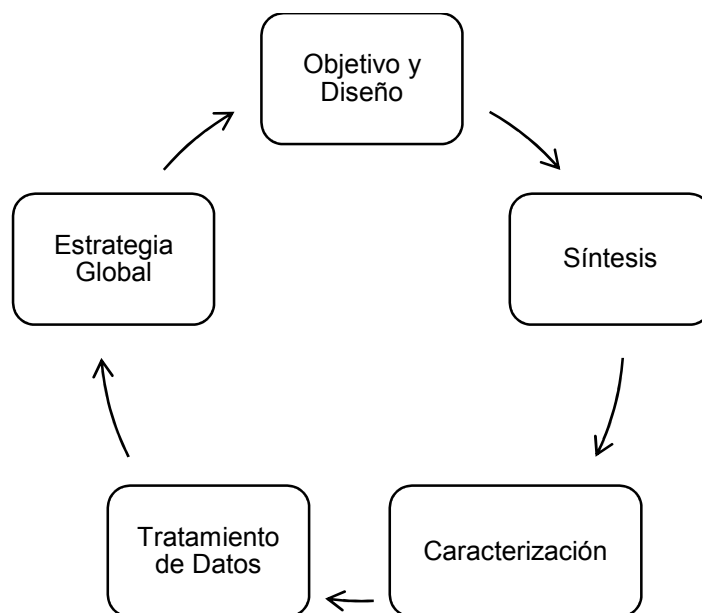 Objetivo y
Diseño
Síntesis
Caracterización
Tratamiento
de Datos
Estrategia
Global